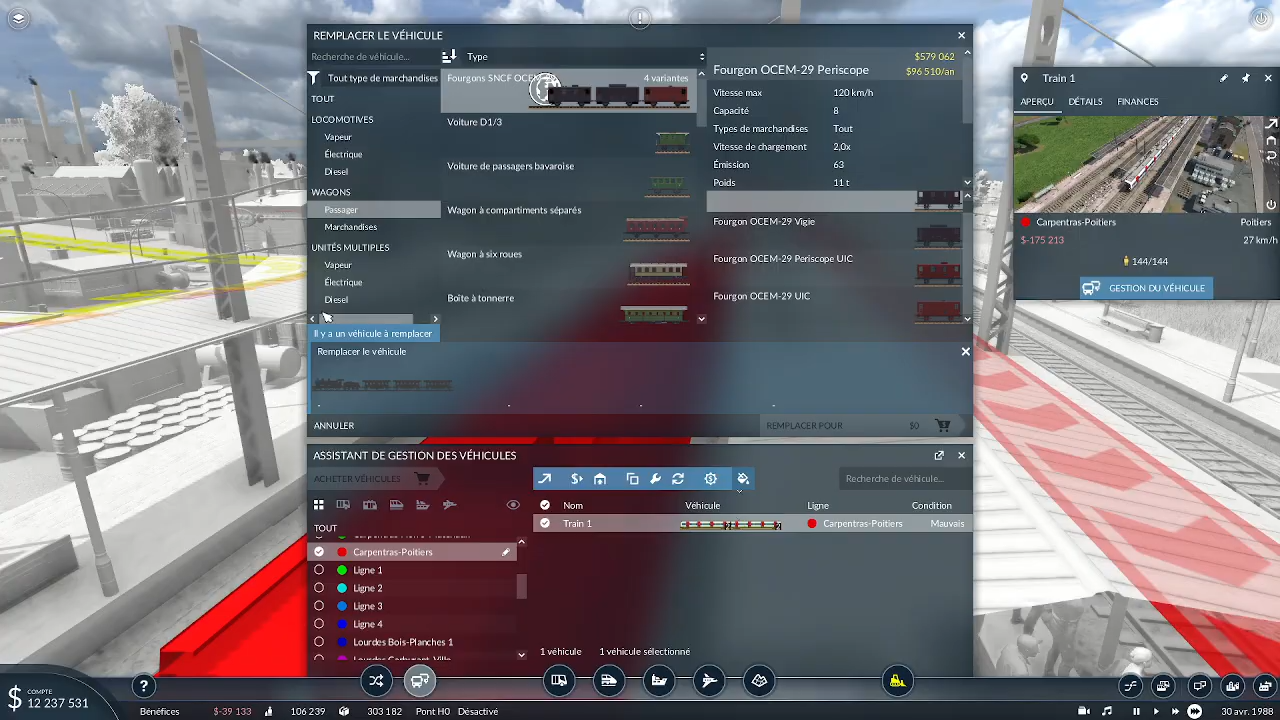 REMPLACER LE VÉHICULE
Recherche de véhicule...
Type
Tout type de marchandises
TOUT
LOCOMOTIVES
Vapeur
Électrique
Diesel
WAGONS
Passager
Marchandises
UNITÉS MULTIPLES
Vapeur
Électrique
Diesel
Fourgons SNCF OCEM
4 variantes
Voiture D1/3
Voiture de passagers bavaroise
Wagon à compartiments séparés
Wagon à six roues
Boîte à tonnerre
Fourgon OCEM-29 Periscope
$579 062
$96 510/an
Vitesse max 120 km/h
Capacité 8
Types de marchandises Tout
Vitesse de chargement 2,0x
Émission 63
Poids 11 t
Fourgon OCEM-29 Vigie
Fourgon OCEM-29 Periscope UIC
Fourgon OCEM-29 UIC
Il y a un véhicule à remplacer
Remplacer le véhicule
- - - -
ANNULER
REMPLACER POUR $0
Train 1
APERÇU DÉTAILS FINANCES
Carpentras-Poitiers Poitiers
$-175 213 27 km/h
144/144
GESTION DU VÉHICULE
ASSISTANT DE GESTION DES VÉHICULES
ACHETER VÉHICULES
Recherche de véhicule...
TOUT
Carpentras-Poitiers
Ligne 1
Ligne 2
Ligne 3
Ligne 4
Lourdes Bois-Planches 1
Lourdes Carburant-Ville
Nom Véhicule Ligne Condition
Train 1 Carpentras-Poitiers Mauvais
1 véhicule 1 véhicule sélectionné
$ COMPTE
12 237 531
?
Bénéfices $-39 133 106 239 303 182 Pont H0 Désactivé
30 avr. 1988